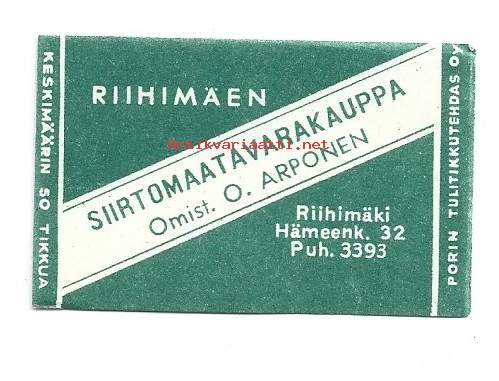 KESKIMÄÄRIN 50 TIKKUA
RIIHIMÄEN
SIIRTOMAATAVARAKAUPPA
Omist. O. ARPONEN
Riihimäki
Hämeenk. 32
Puh. 3393
PORIN TULITIKKUTEHDAS Oy
Antikvariaatti.net